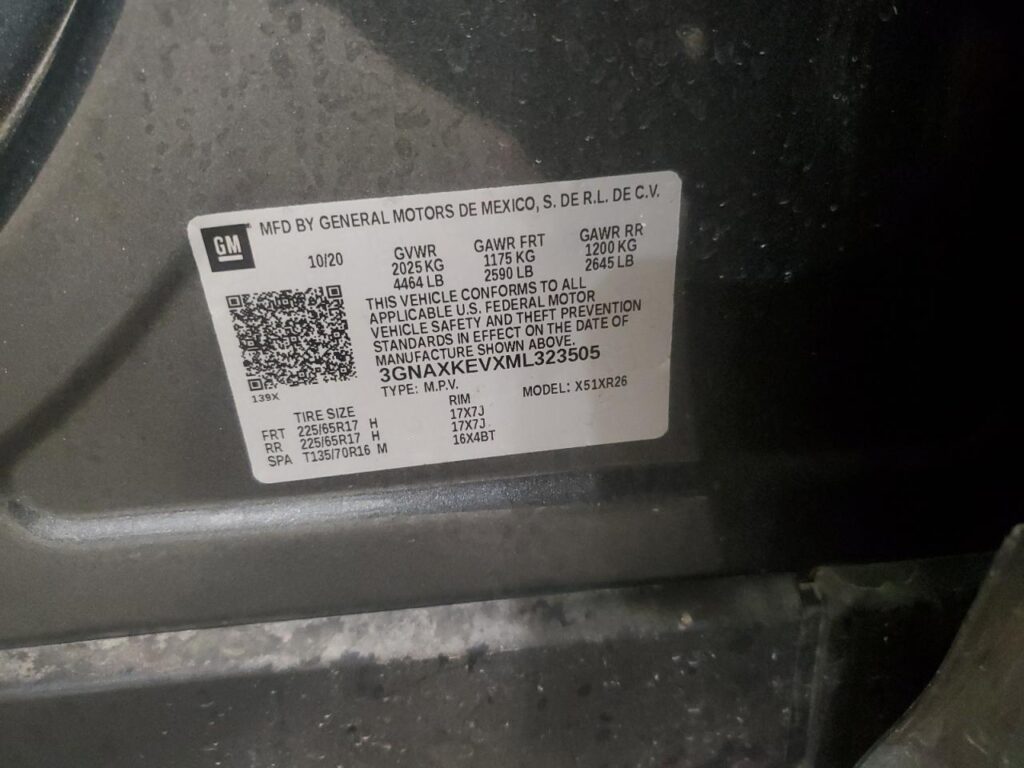 GM
MFD BY GENERAL MOTORS DE MEXICO, S. DE R.L. DE C.V.
10/20 GVWR GAWR FRT GAWR RR
2025 KG 1175 KG 1200 KG
4464 LB 2590 LB 2645 LB
THIS VEHICLE CONFORMS TO ALL
APPLICABLE U.S. FEDERAL MOTOR
VEHICLE SAFETY AND THEFT PREVENTION
STANDARDS IN EFFECT ON THE DATE OF
MANUFACTURE SHOWN ABOVE.
3GNAXKEVXML323505
139X
TYPE: M.P.V. MODEL: X51XR26
TIRE SIZE RIM
FRT 225/65R17 H 17X7J
RR 225/65R17 H 17X7J
SPA T135/70R16 M 16X4BT